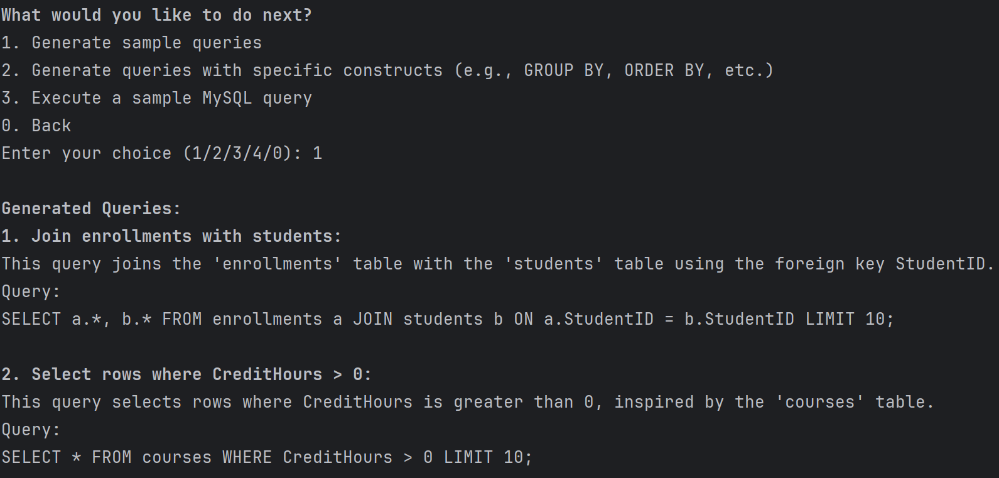 What would you like to do next?
1. Generate sample queries
2. Generate queries with specific constructs (e.g., GROUP BY, ORDER BY, etc.)
3. Execute a sample MySQL query
0. Back
Enter your choice (1/2/3/4/0): 1
Generated Queries:
1. Join enrollments with students:
This query joins the 'enrollments' table with the 'students' table using the foreign key StudentID.
Query:
SELECT a.*, b.* FROM enrollments a JOIN students b ON a.StudentID = b.StudentID LIMIT 10;
2. Select rows where CreditHours > 0:
This query selects rows where CreditHours is greater than 0, inspired by the 'courses' table.
Query:
SELECT * FROM courses WHERE CreditHours > 0 LIMIT 10;